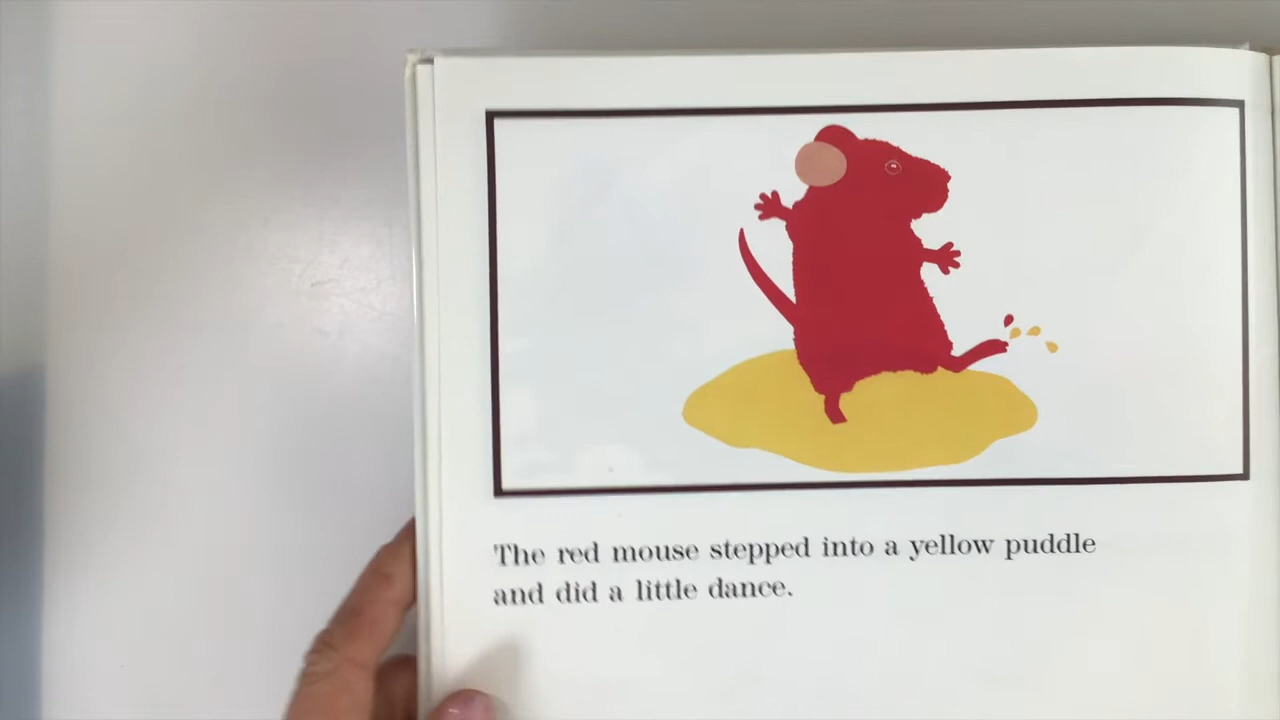 The red mouse stepped into a yellow puddle
and did a little dance.